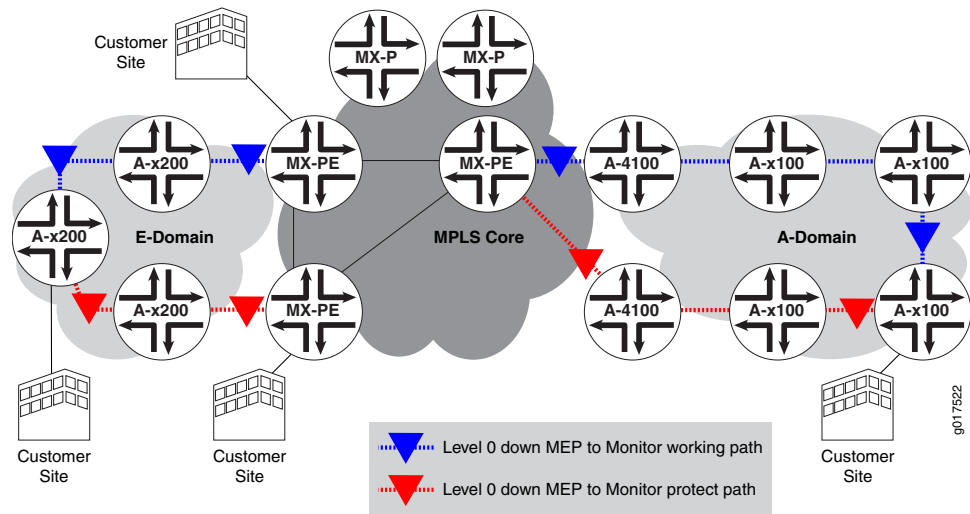 Customer
Site
MX-P
MX-P
A-x200
MX-PE
MX-PE
A-4100
A-x100
A-x100
A-x200
E-Domain
MPLS Core
A-Domain
A-x200
MX-PE
A-4100
A-x100
A-x100
Customer
Site
Customer
Site
Customer
Site
Level 0 down MEP to Monitor working path
Level 0 down MEP to Monitor protect path
g017522